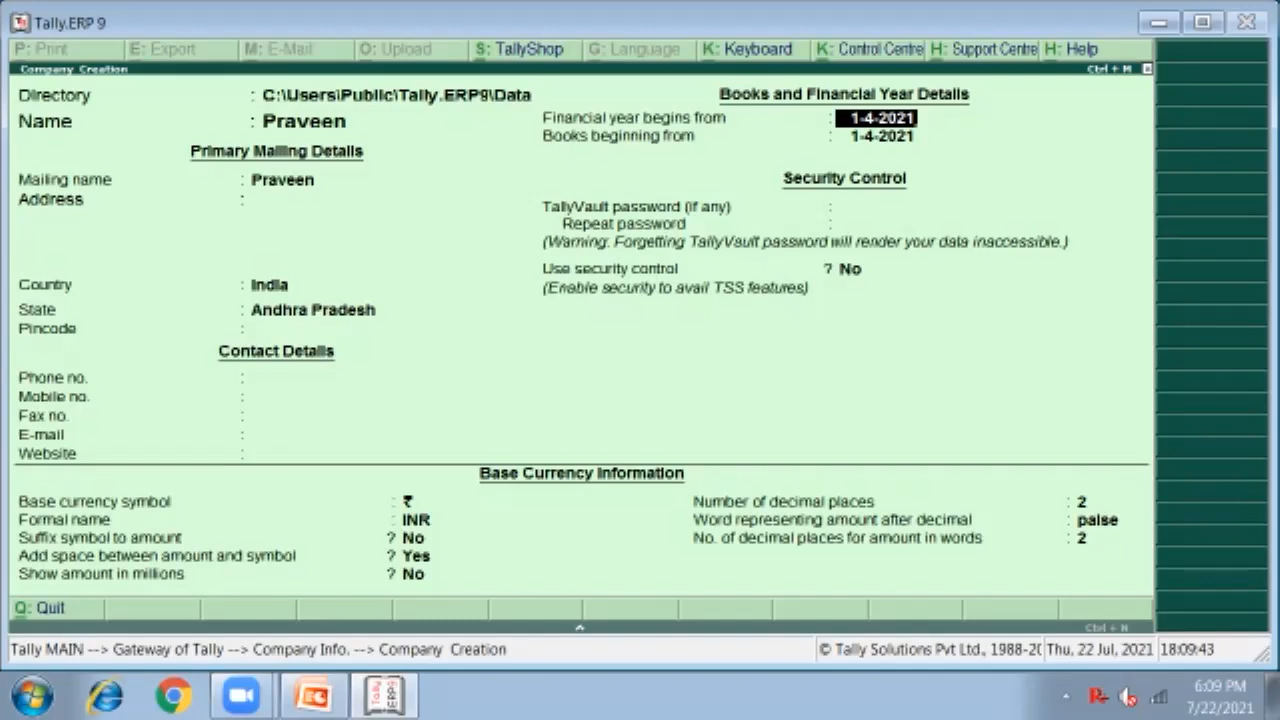 Tally.ERP 9
P: Print E: Export M: E-Mail O: Upload S: TallyShop G: Language K: Keyboard K: Control Centre H: Support Centre H: Help
Company Creation Ctrl + M
Directory : C:\Users\Public\Tally.ERP9\Data
Name : Praveen
Primary Mailing Details
Mailing name : Praveen
Address :
Country : India
State : Andhra Pradesh
Pincode :
Contact Details
Phone no. :
Mobile no. :
Fax no. :
E-mail :
Website :
Books and Financial Year Details
Financial year begins from : 1-4-2021
Books beginning from : 1-4-2021
Security Control
TallyVault password (if any) :
Repeat password :
(Warning: Forgetting TallyVault password will render your data inaccessible.)
Use security control ? No
(Enable security to avail TSS features)
Base Currency Information
Base currency symbol : ₹
Formal name : INR
Suffix symbol to amount ? No
Add space between amount and symbol ? Yes
Show amount in millions ? No
Number of decimal places : 2
Word representing amount after decimal : paise
No. of decimal places for amount in words : 2
Q: Quit
Ctrl + N
Tally MAIN --> Gateway of Tally --> Company Info. --> Company Creation © Tally Solutions Pvt Ltd., 1988-20 Thu, 22 Jul, 2021 18:09:43
Tally ERP9
6:09 PM
7/22/2021